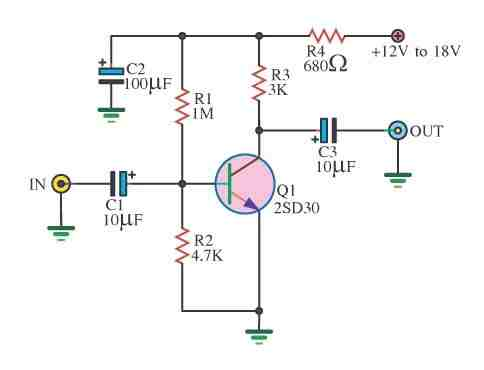 R4
680Ω
+12V to 18V
+
C2
100μF
R1
1M
R3
3K
+
C3
10μF
OUT
IN
+
C1
10μF
Q1
2SD30
R2
4.7K